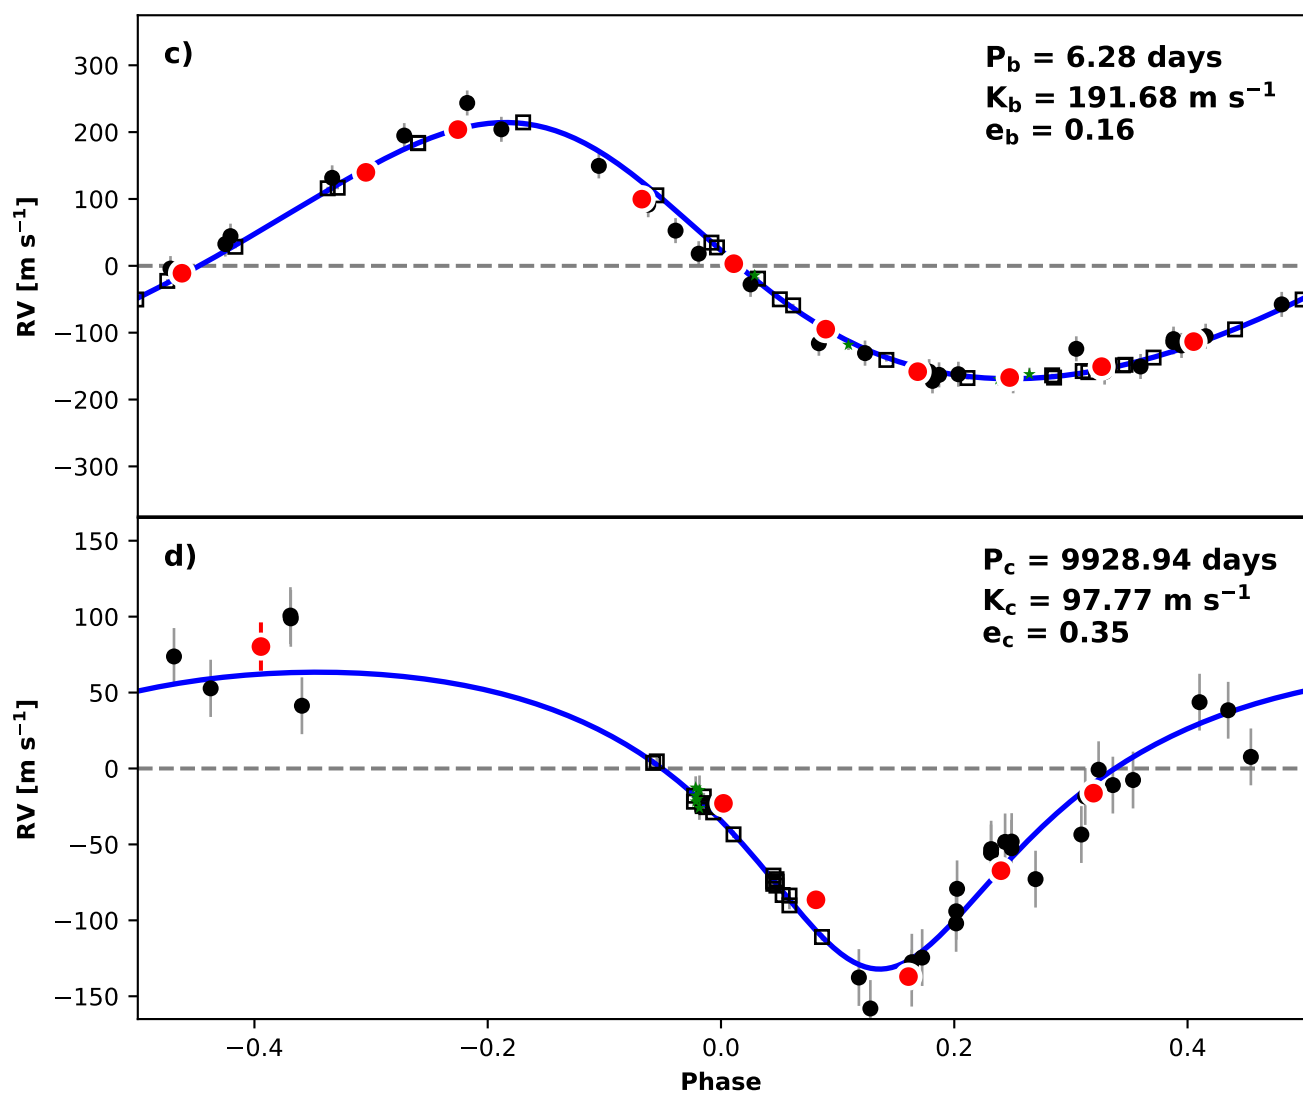 c)
P_b = 6.28 days
K_b = 191.68 m s⁻¹
e_b = 0.16
300
200
100
0
−100
−200
−300
RV [m s⁻¹]
d)
P_c = 9928.94 days
K_c = 97.77 m s⁻¹
e_c = 0.35
150
100
50
0
−50
−100
−150
RV [m s⁻¹]
−0.4 −0.2 0.0 0.2 0.4
Phase